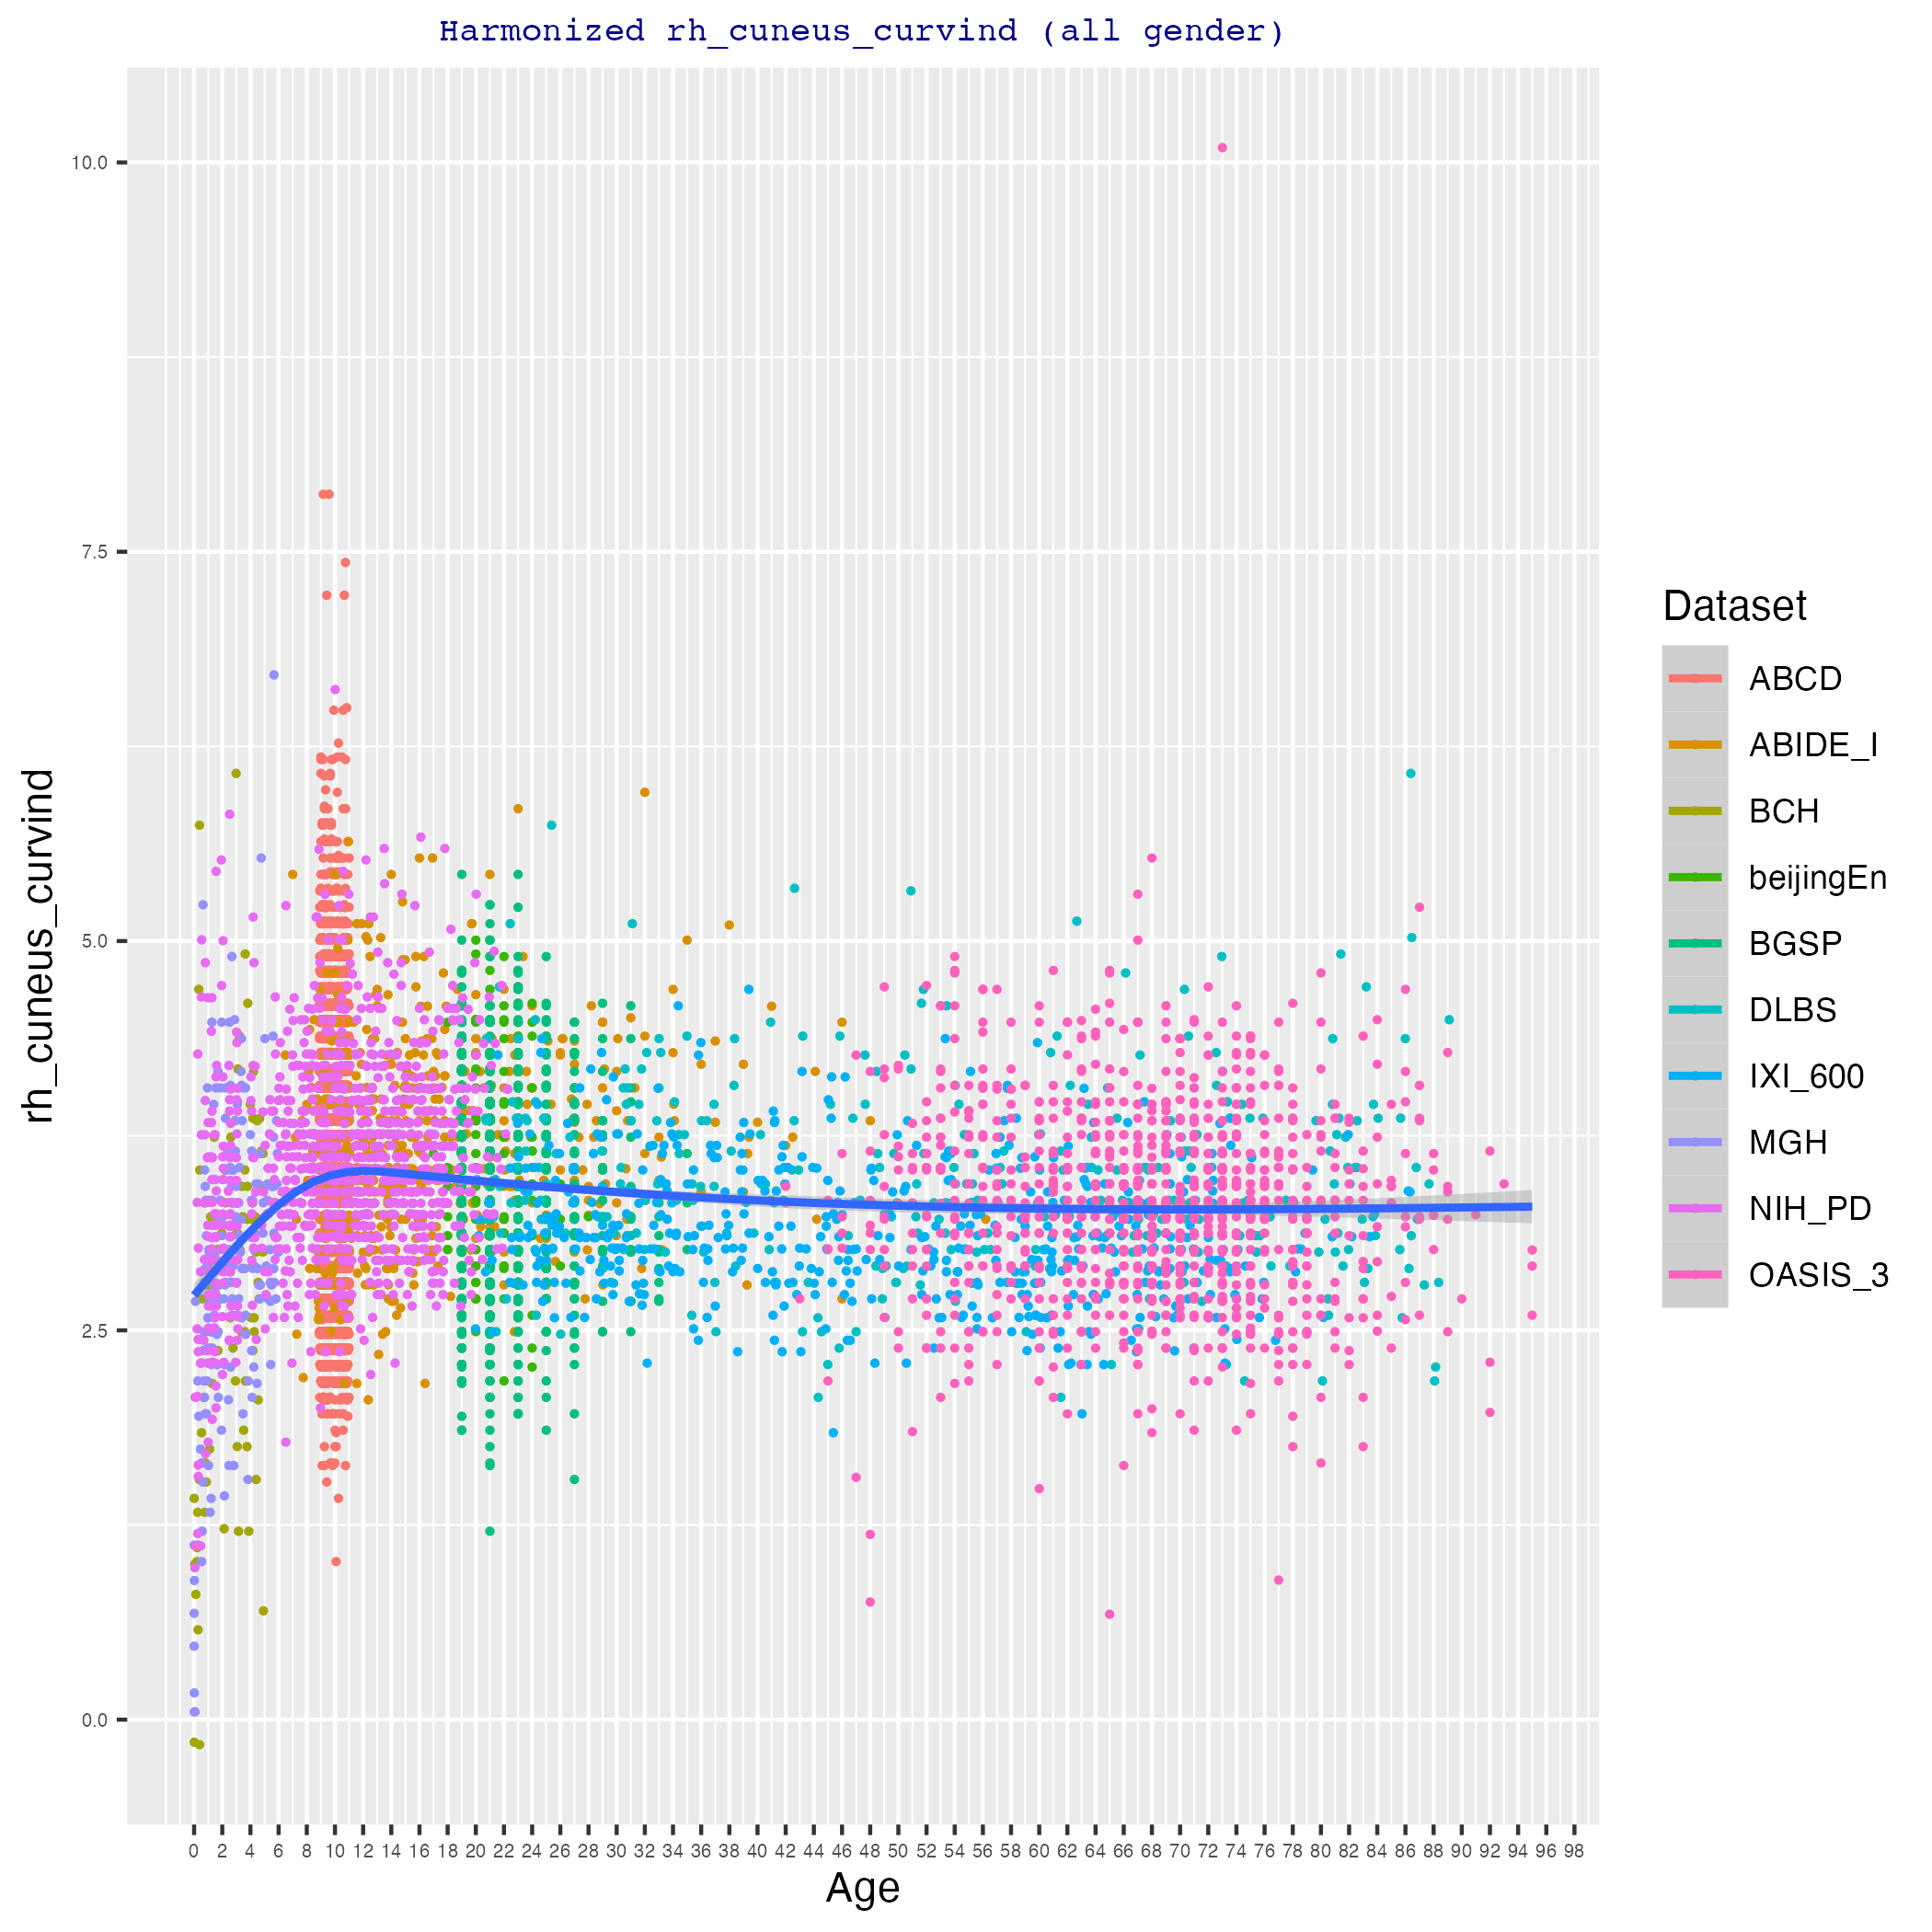 Harmonized rh_cuneus_curvind (all gender)
rh_cuneus_curvind
10.0
7.5
5.0
2.5
0.0
0 2 4 6 8 10 12 14 16 18 20 22 24 26 28 30 32 34 36 38 40 42 44 46 48 50 52 54 56 58 60 62 64 66 68 70 72 74 76 78 80 82 84 86 88 90 92 94 96 98
Age
Dataset
ABCD
ABIDE_I
BCH
beijingEn
BGSP
DLBS
IXI_600
MGH
NIH_PD
OASIS_3